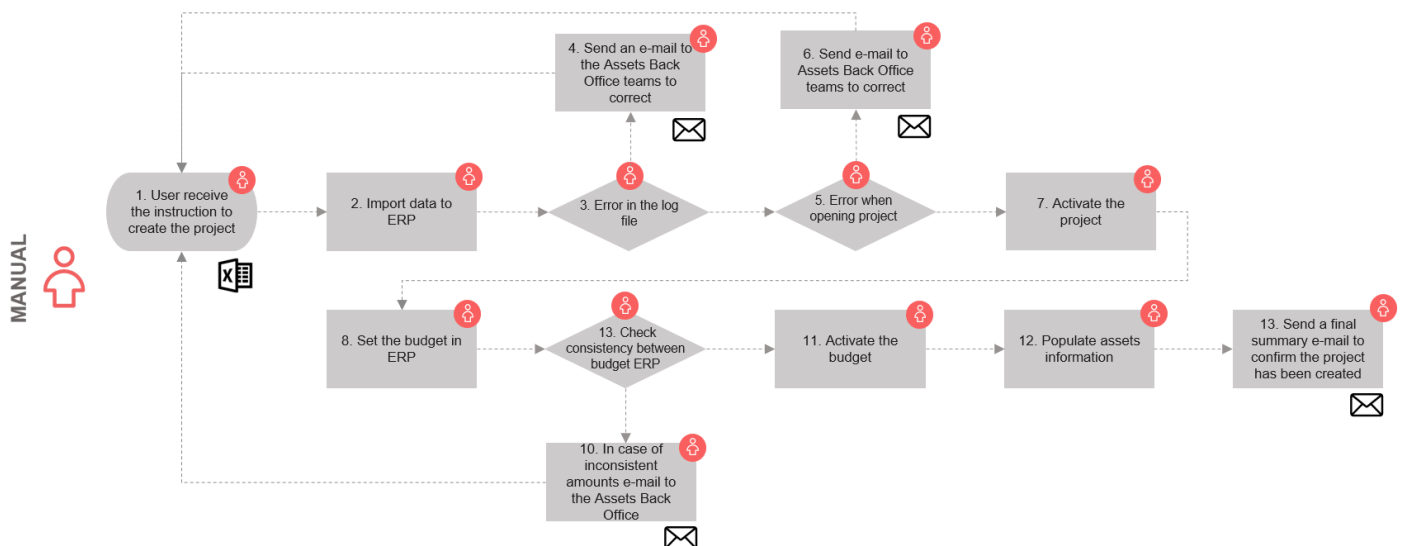 4. Send an e-mail to
the Assets Back
Office teams to
correct
6. Send e-mail to
Assets Back Office
teams to correct
1. User receive
the instruction to
create the project
2. Import data to
ERP
3. Error in the log
file
5. Error when
opening project
7. Activate the
project
X
MANUAL
8. Set the budget in
ERP
13. Check
consistency between
budget ERP
11. Activate the
budget
12. Populate assets
information
13. Send a final
summary e-mail to
confirm the project
has been created
10. In case of
inconsistent
amounts e-mail to
the Assets Back
Office